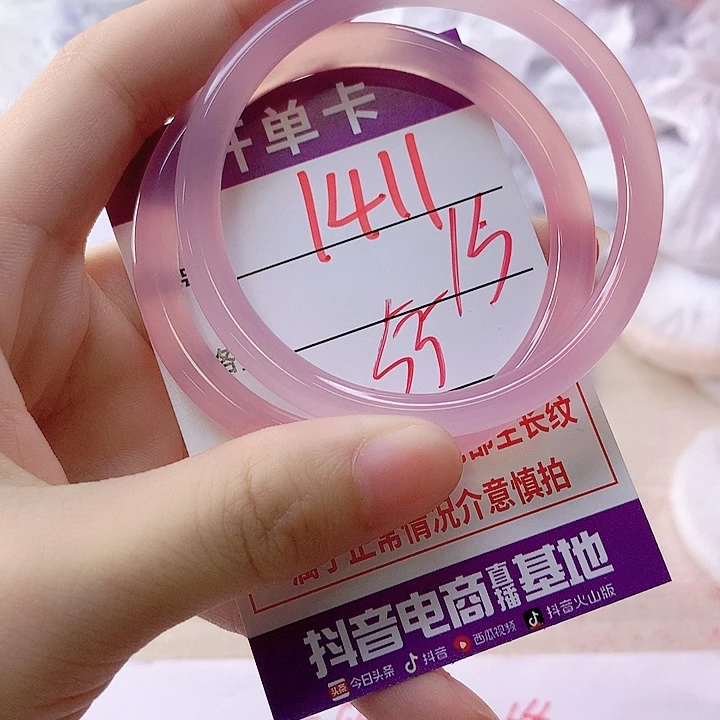 开单卡
1411
15
各
55
部生长纹
属于正常情况介意慎拍
抖音电商直播基地
头条 今日头条 抖音 西瓜视频 抖音火山版